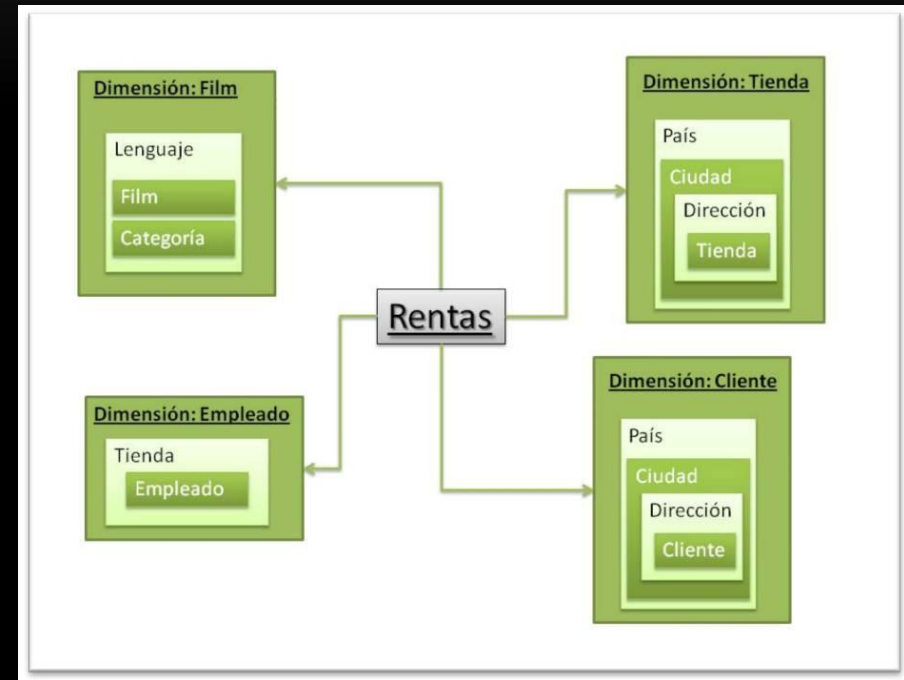 Dimensión: Film
Lenguaje
Film
Categoría
Dimensión: Tienda
País
Ciudad
Dirección
Tienda
Rentas
Dimensión: Empleado
Tienda
Empleado
Dimensión: Cliente
País
Ciudad
Dirección
Cliente